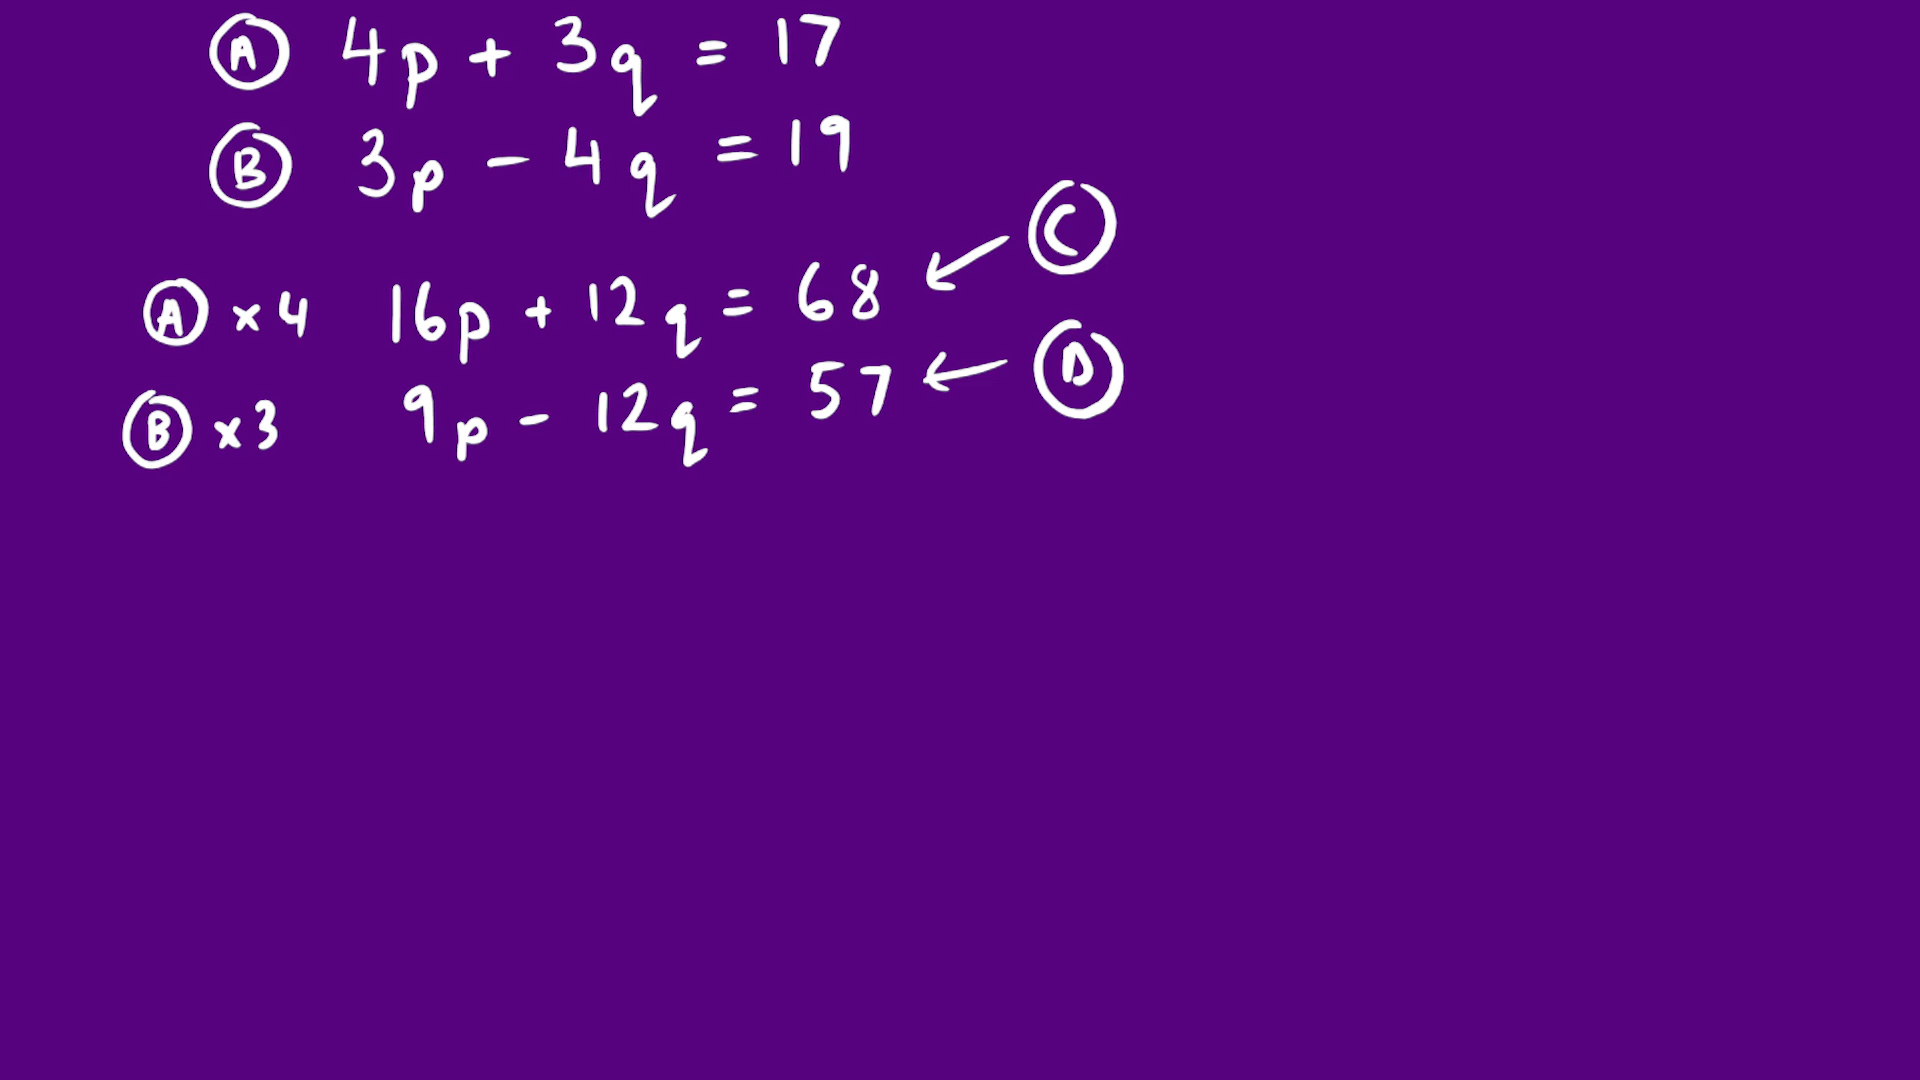 Ⓐ 4p + 3q = 17
Ⓑ 3p - 4q = 19
Ⓐ x 4 16p + 12q = 68 ← Ⓒ
Ⓑ x 3 9p - 12q = 57 ← Ⓓ